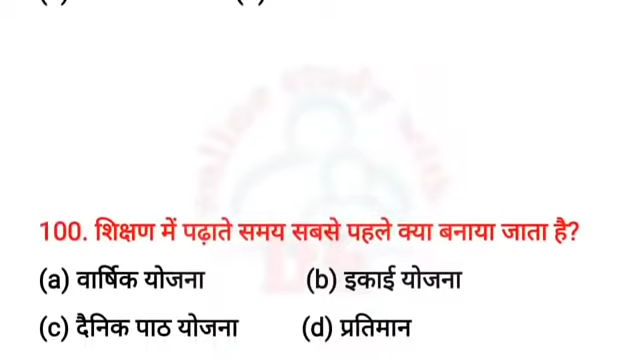 100. शिक्षण में पढ़ाते समय सबसे पहले क्या बनाया जाता है?
(a) वार्षिक योजना (b) इकाई योजना
(c) दैनिक पाठ योजना (d) प्रतिमान